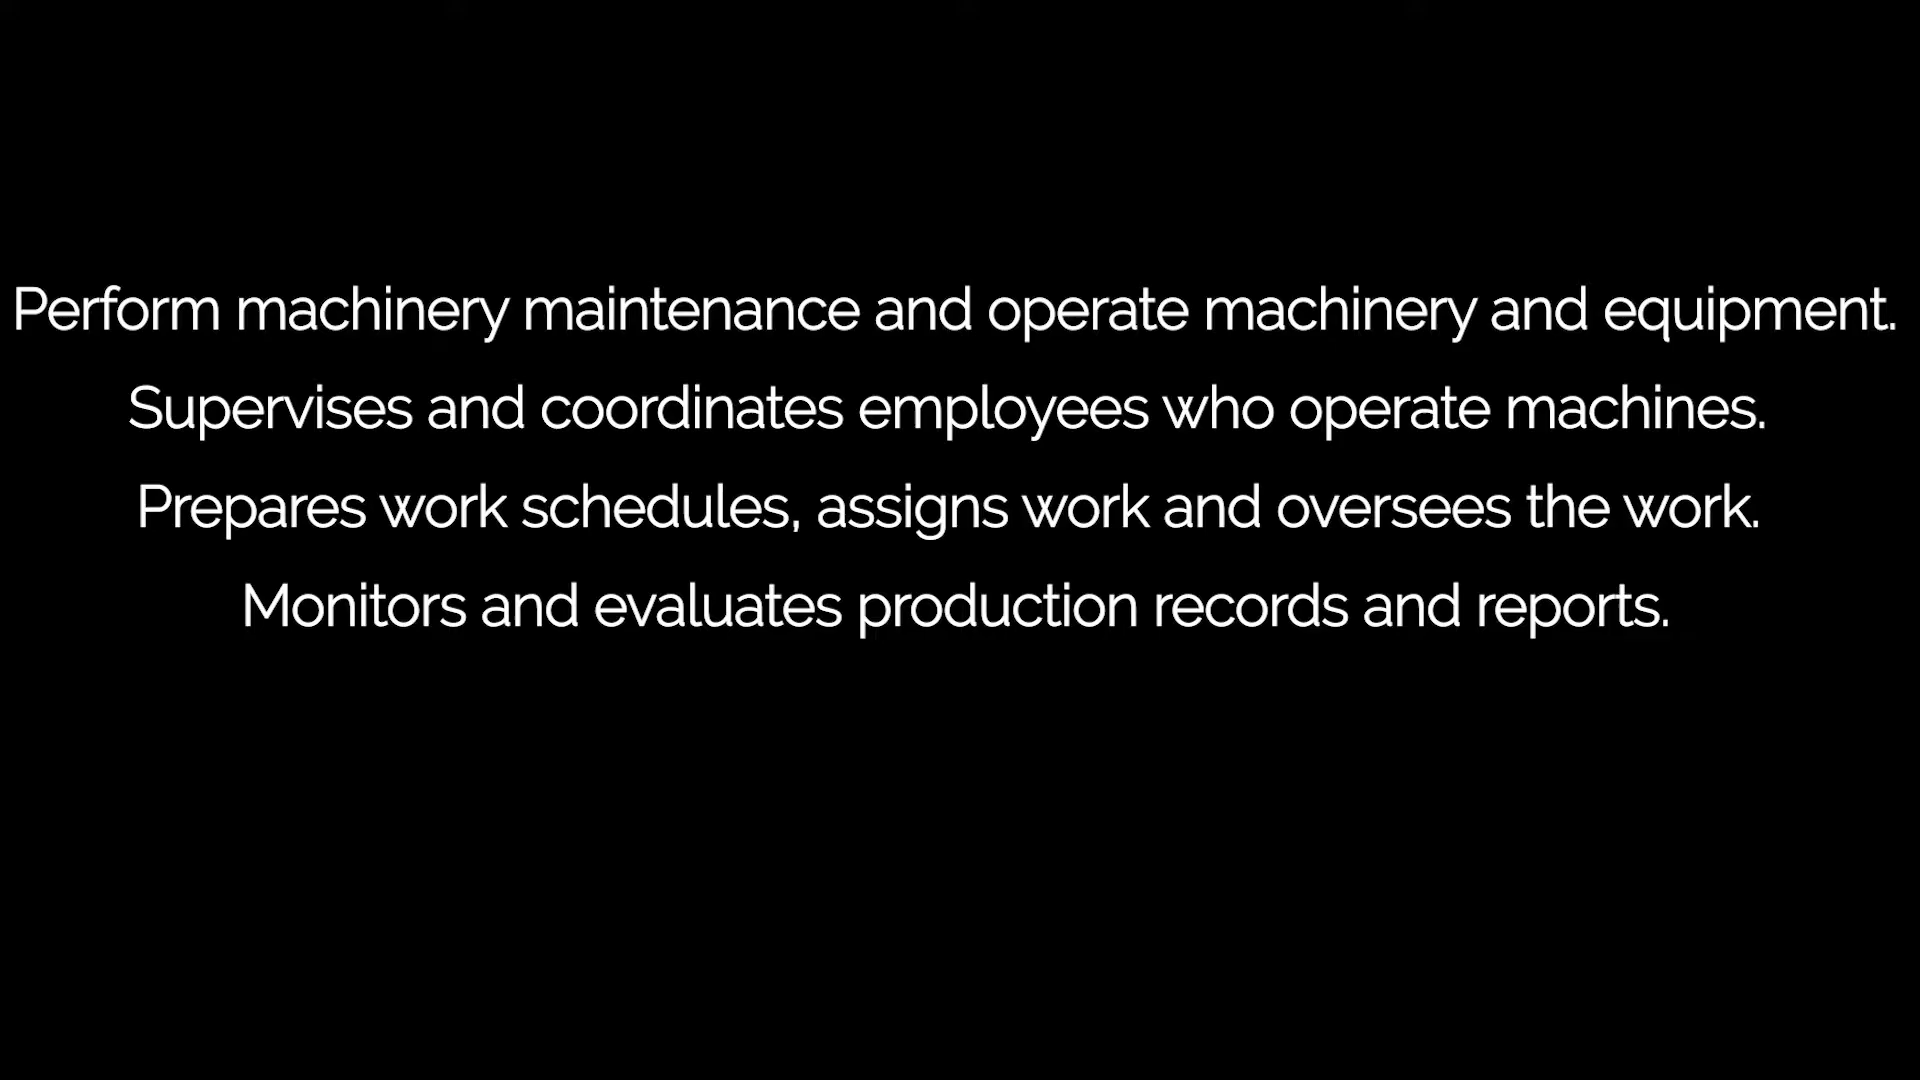 Perform machinery maintenance and operate machinery and equipment.
Supervises and coordinates employees who operate machines.
Prepares work schedules, assigns work and oversees the work.
Monitors and evaluates production records and reports.